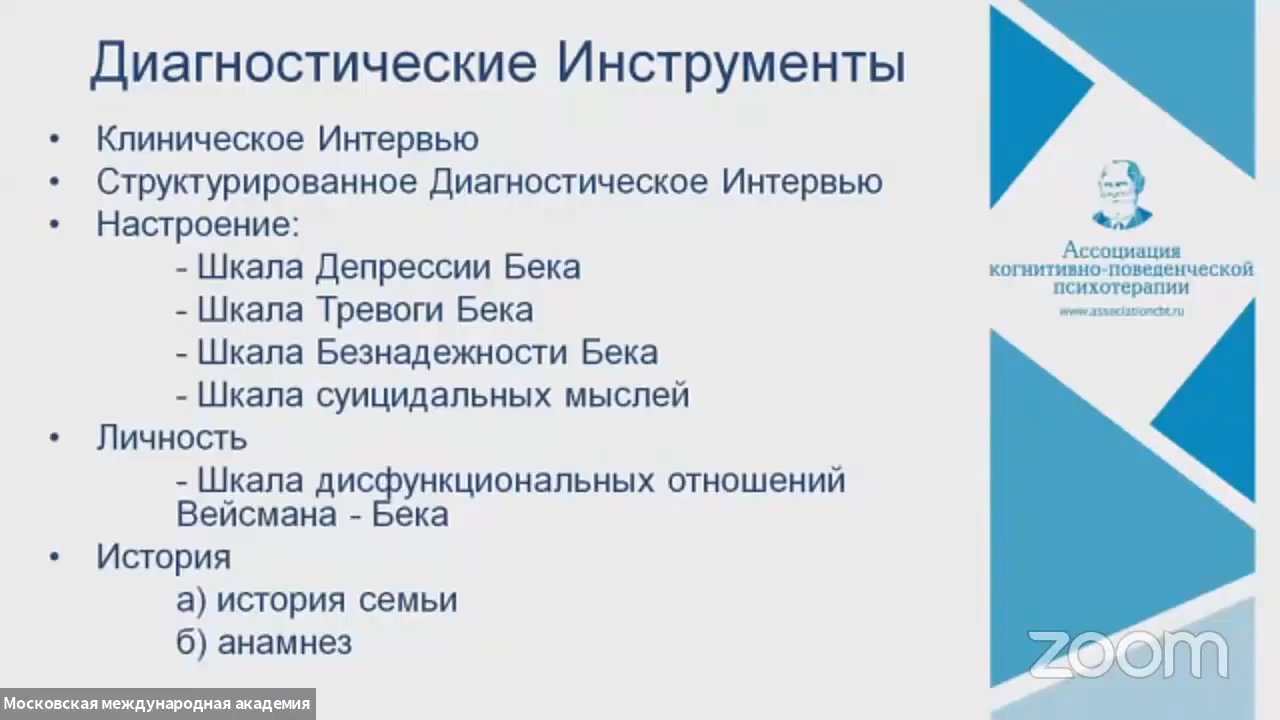 Диагностические Инструменты
• Клиническое Интервью
• Структурированное Диагностическое Интервью
• Настроение:
- Шкала Депрессии Бека
- Шкала Тревоги Бека
- Шкала Безнадежности Бека
- Шкала суицидальных мыслей
• Личность
- Шкала дисфункциональных отношений
Вейсмана - Бека
• История
а) история семьи
б) анамнез
Ассоциация
когнитивно-поведенческой
психотерапии
www.associationcbt.ru
zoom
Московская международная академия